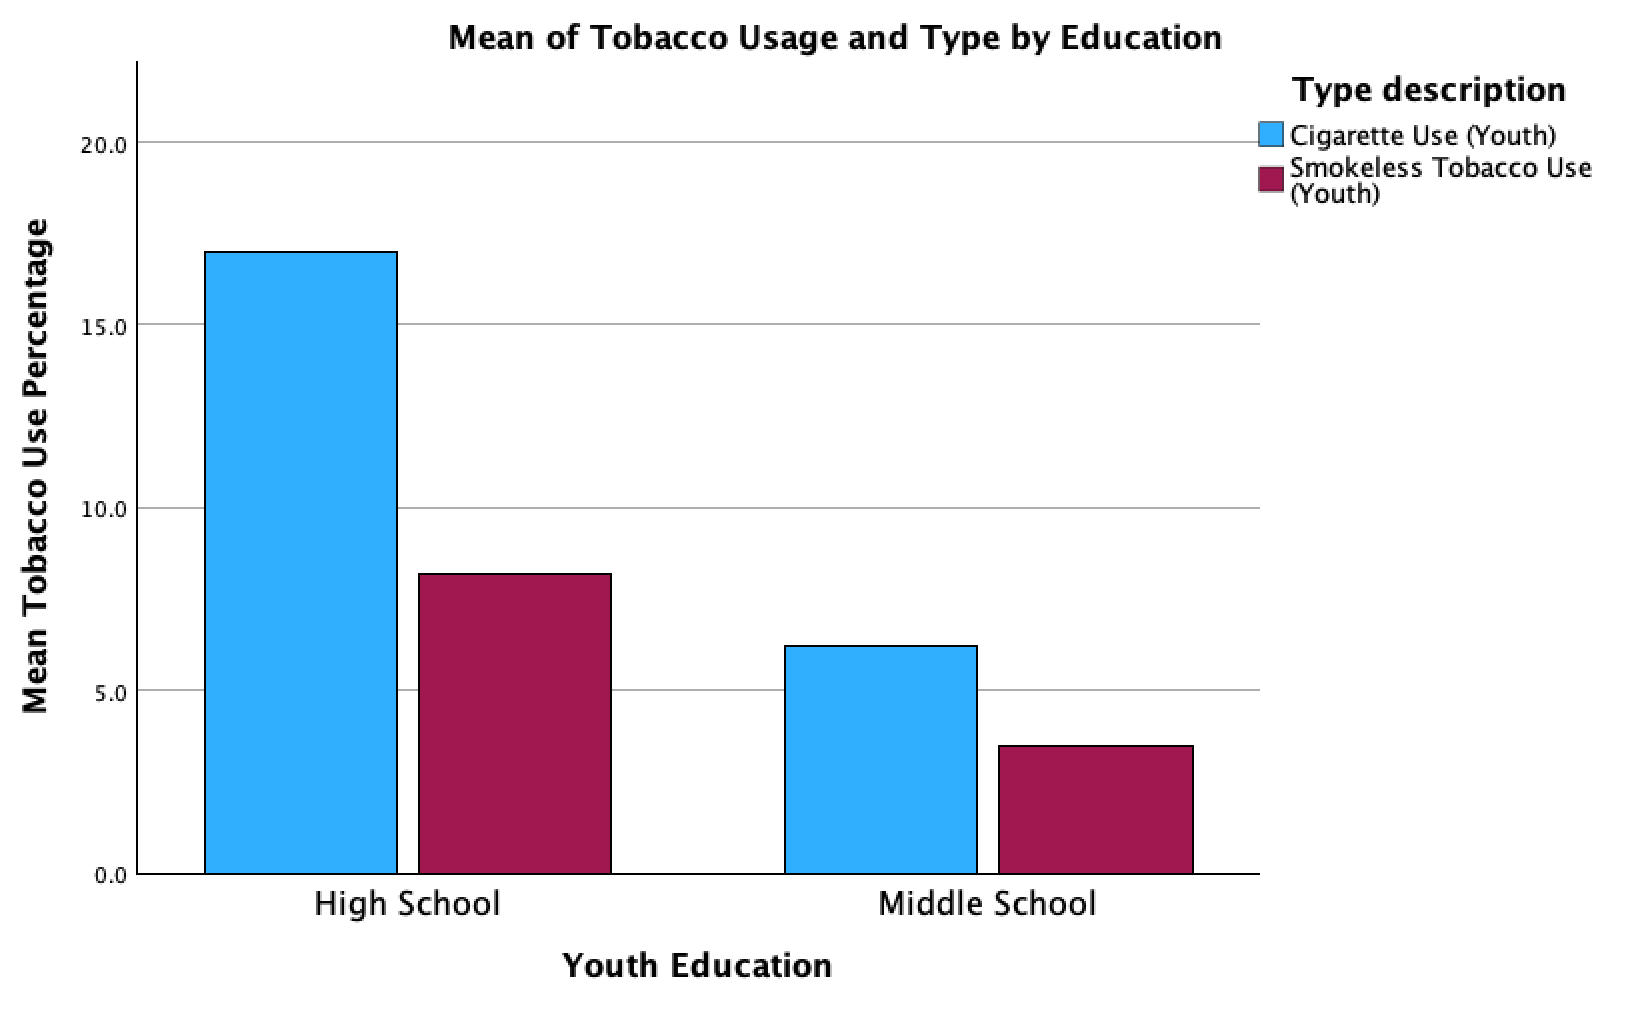 Mean of Tobacco Usage and Type by Education
Type description
Cigarette Use (Youth)
Smokeless Tobacco Use
(Youth)
Mean Tobacco Use Percentage
20.0
15.0
10.0
5.0
0.0
High School
Middle School
Youth Education